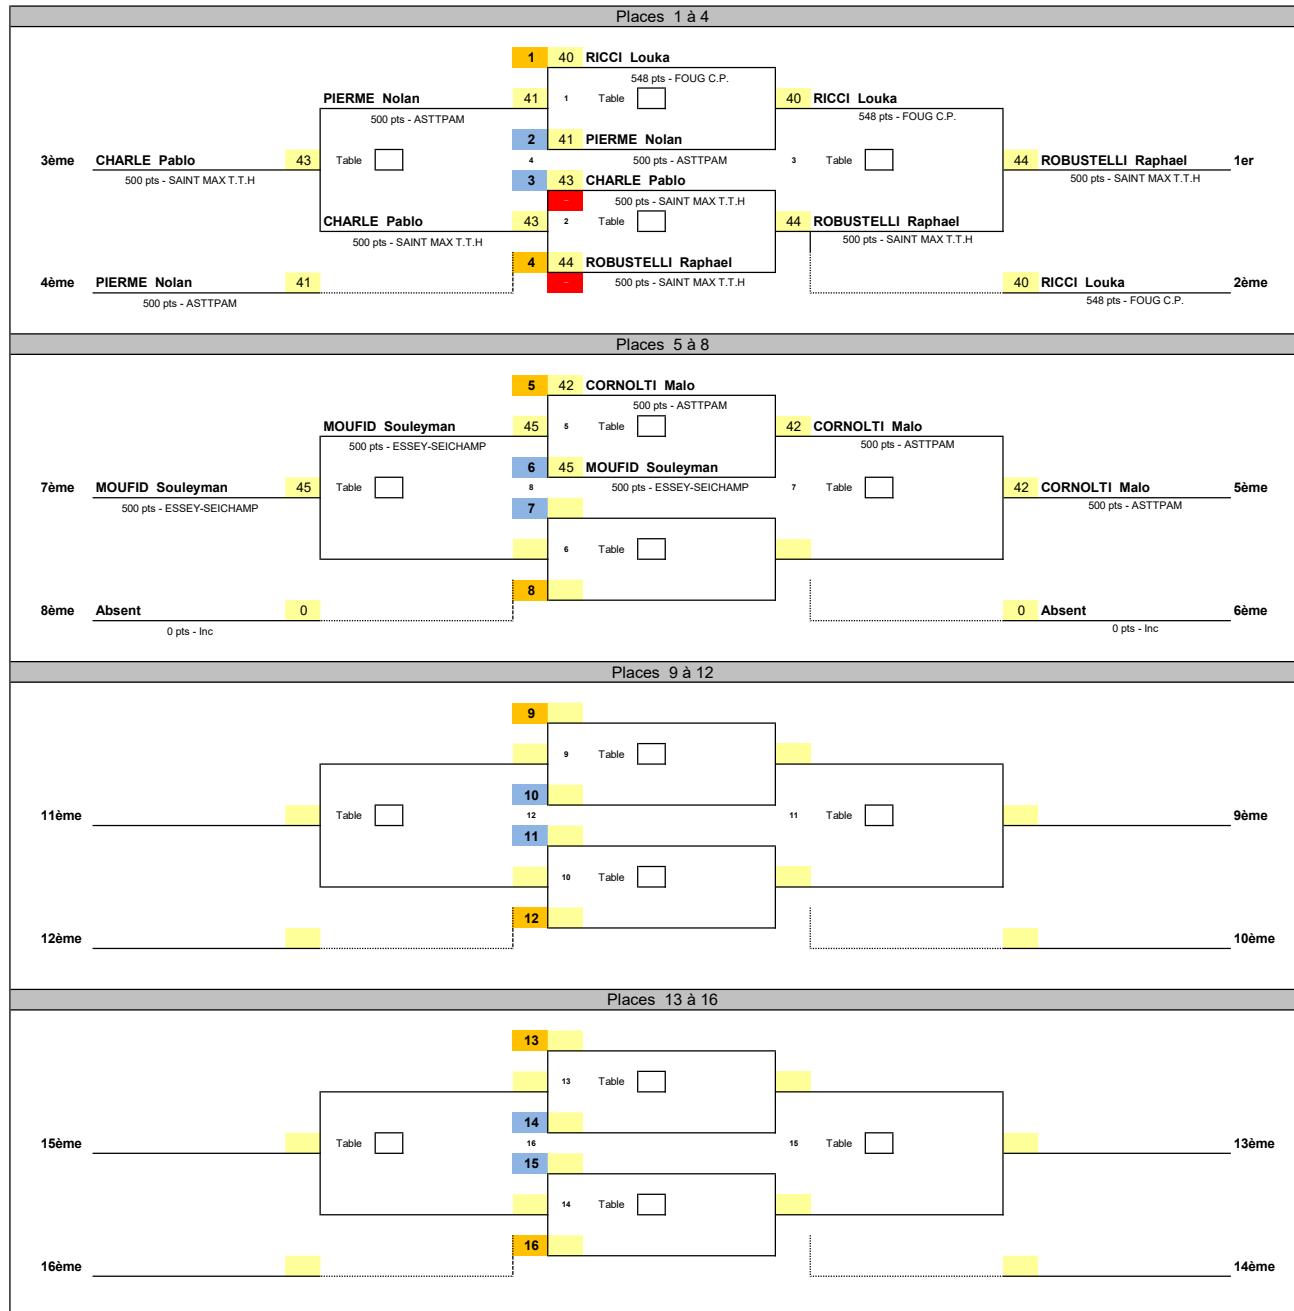 Places 1 à 4
1 40 RICCI Louka
548 pts - FOUG C.P.
PIERME Nolan 41 1 Table 40 RICCI Louka
500 pts - ASTTPAM 548 pts - FOUG C.P.
2 41 PIERME Nolan
3ème CHARLE Pablo 43 Table 4 500 pts - ASTTPAM 3 Table 44 ROBUSTELLI Raphael 1er
500 pts - SAINT MAX T.T.H 3 43 CHARLE Pablo 500 pts - SAINT MAX T.T.H
– 500 pts - SAINT MAX T.T.H
CHARLE Pablo 43 2 Table 44 ROBUSTELLI Raphael
500 pts - SAINT MAX T.T.H 500 pts - SAINT MAX T.T.H
4 44 ROBUSTELLI Raphael
4ème PIERME Nolan 41 – 500 pts - SAINT MAX T.T.H 40 RICCI Louka 2ème
500 pts - ASTTPAM 548 pts - FOUG C.P.
Places 5 à 8
5 42 CORNOLTI Malo
500 pts - ASTTPAM
MOUFID Souleyman 45 5 Table 42 CORNOLTI Malo
500 pts - ESSEY-SEICHAMP 500 pts - ASTTPAM
6 45 MOUFID Souleyman
7ème MOUFID Souleyman 45 Table 8 500 pts - ESSEY-SEICHAMP 7 Table 42 CORNOLTI Malo 5ème
500 pts - ESSEY-SEICHAMP 7 500 pts - ASTTPAM
6 Table
8
8ème Absent 0 0 Absent 6ème
0 pts - Inc 0 pts - Inc
Places 9 à 12
9
9 Table
10
11ème Table 12 11 Table 9ème
11
10 Table
12
12ème 10ème
Places 13 à 16
13
13 Table
14
15ème Table 16 15 Table 13ème
15
14 Table
16
16ème 14ème